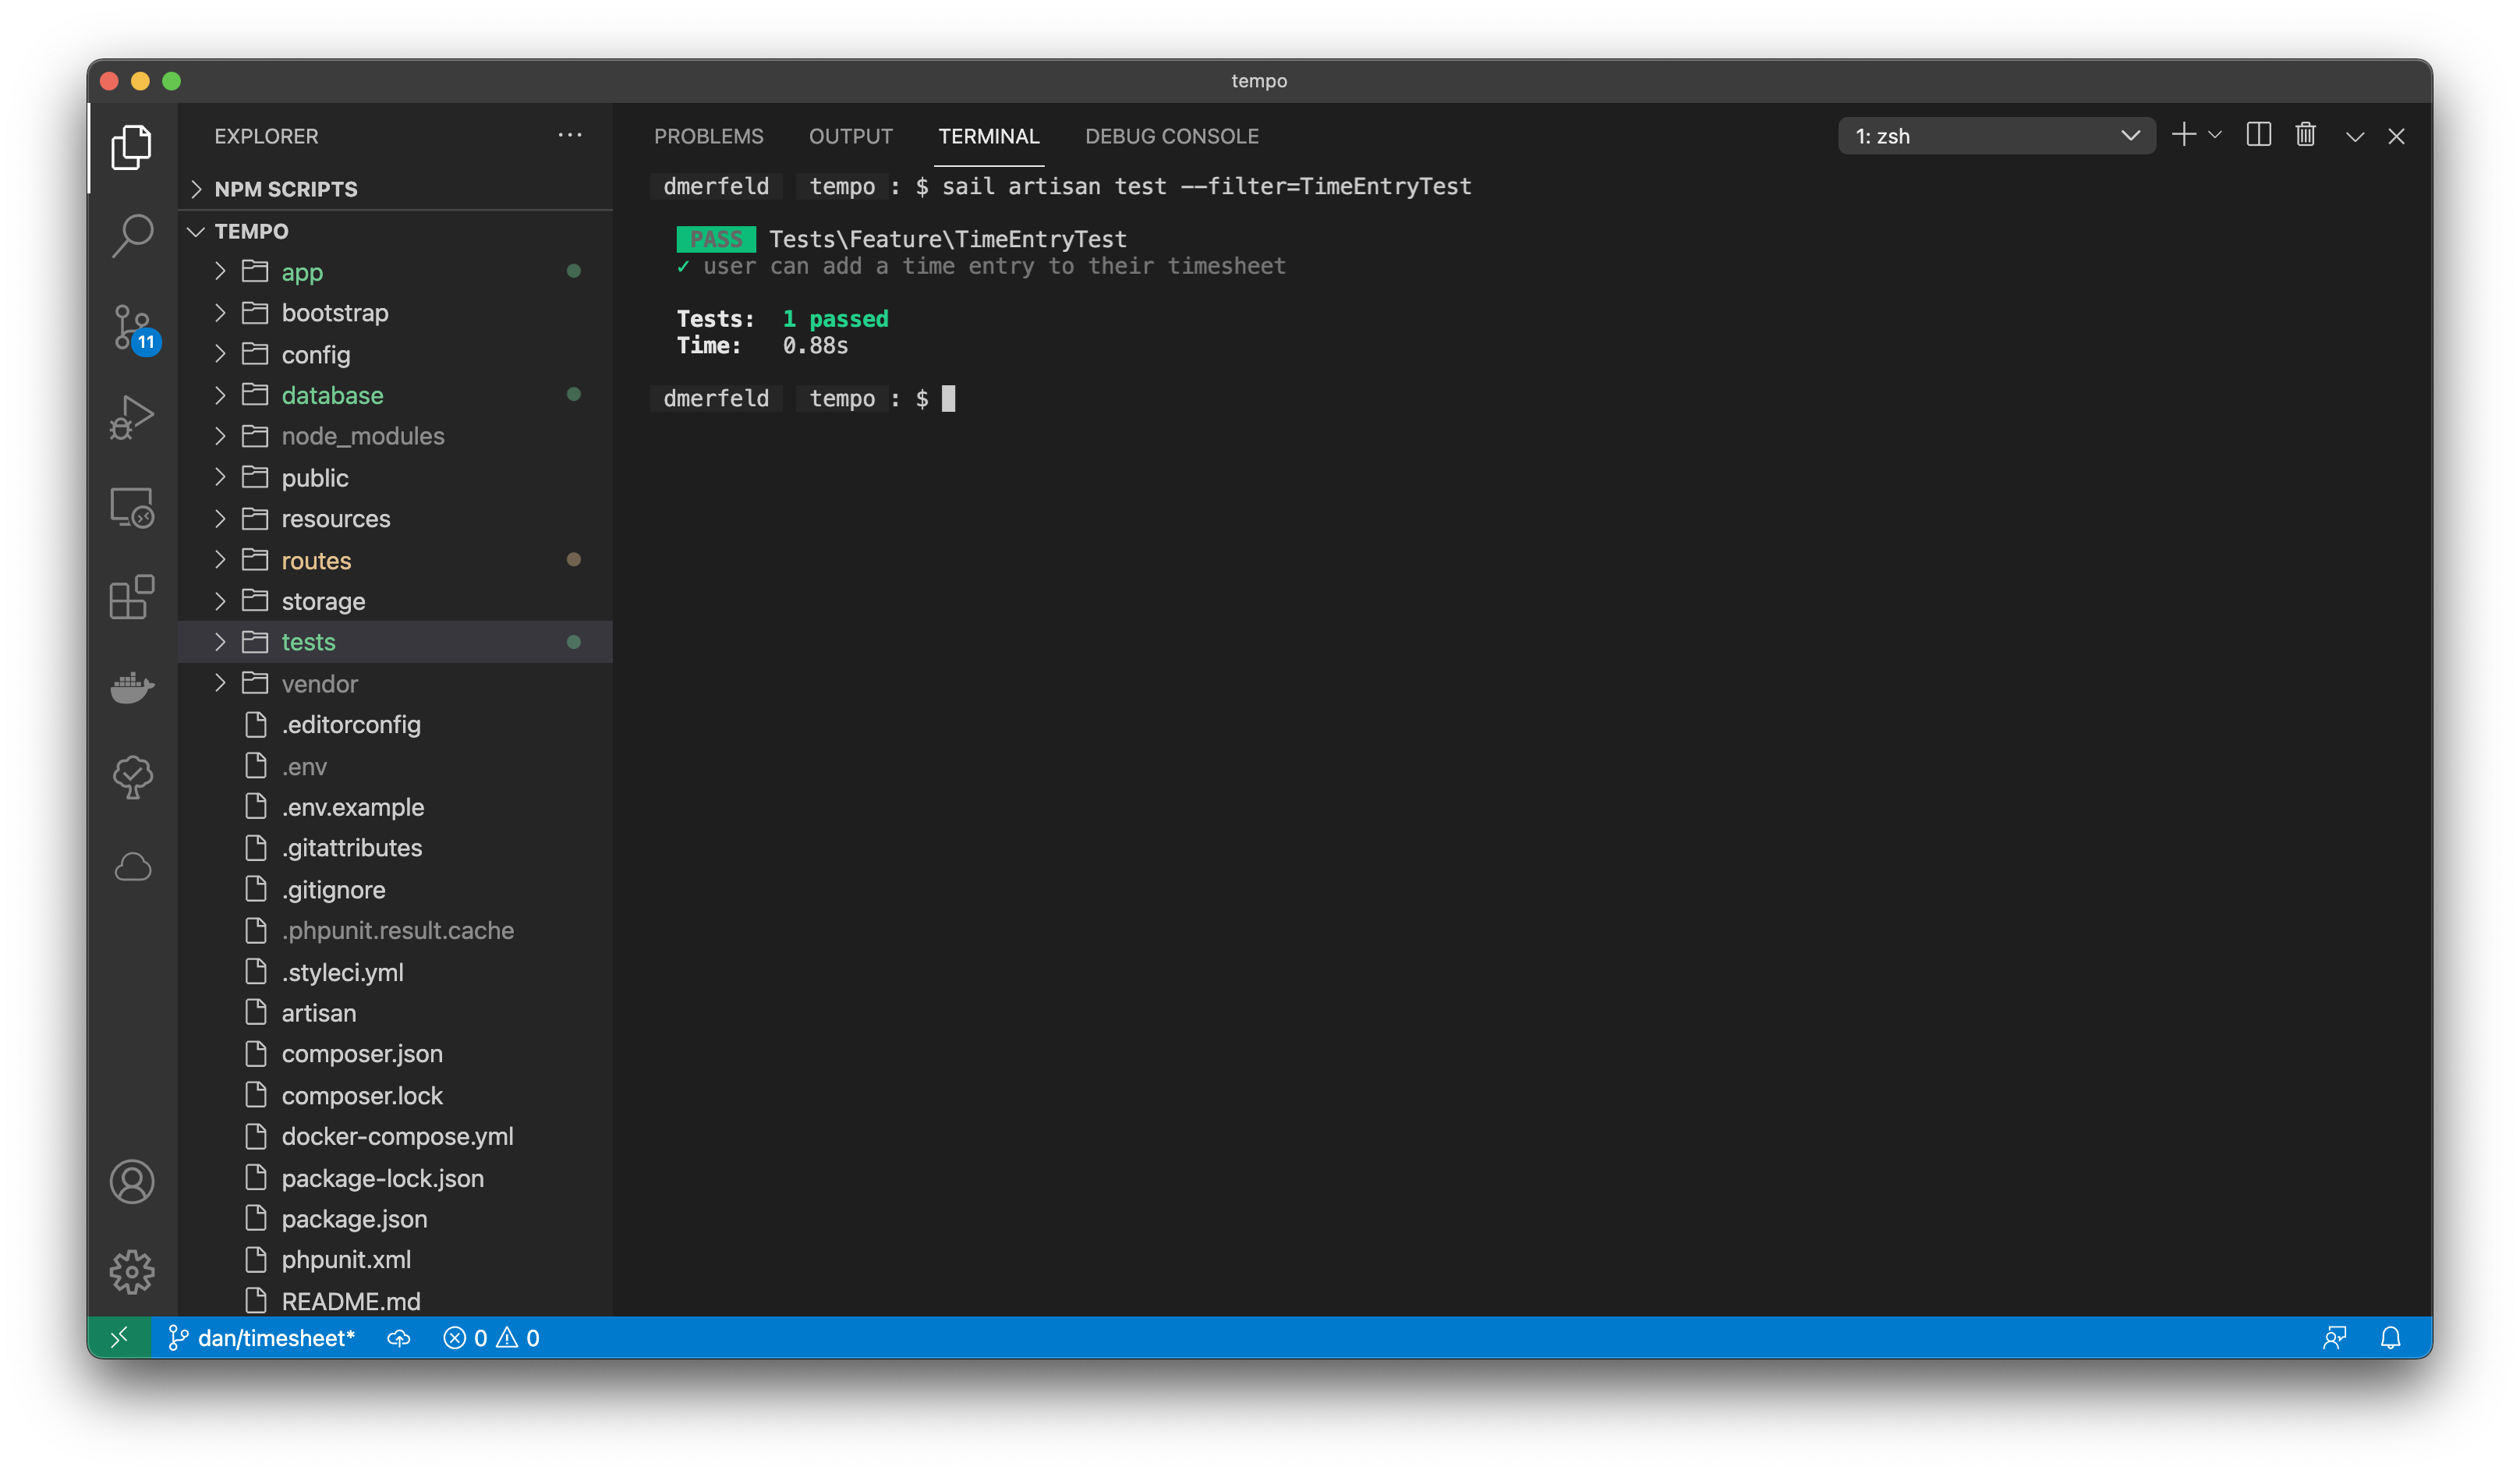 tempo
EXPLORER
NPM SCRIPTS
TEMPO
app
bootstrap
config
database
node_modules
public
resources
routes
storage
tests
vendor
.editorconfig
.env
.env.example
.gitattributes
.gitignore
.phpunit.result.cache
.styleci.yml
artisan
composer.json
composer.lock
docker-compose.yml
package-lock.json
package.json
phpunit.xml
README.md
11
PROBLEMS OUTPUT TERMINAL DEBUG CONSOLE 1: zsh
dmerfeld tempo : $ sail artisan test --filter=TimeEntryTest
PASS Tests\Feature\TimeEntryTest
✓ user can add a time entry to their timesheet
Tests: 1 passed
Time: 0.88s
dmerfeld tempo : $
dan/timesheet* 0 0